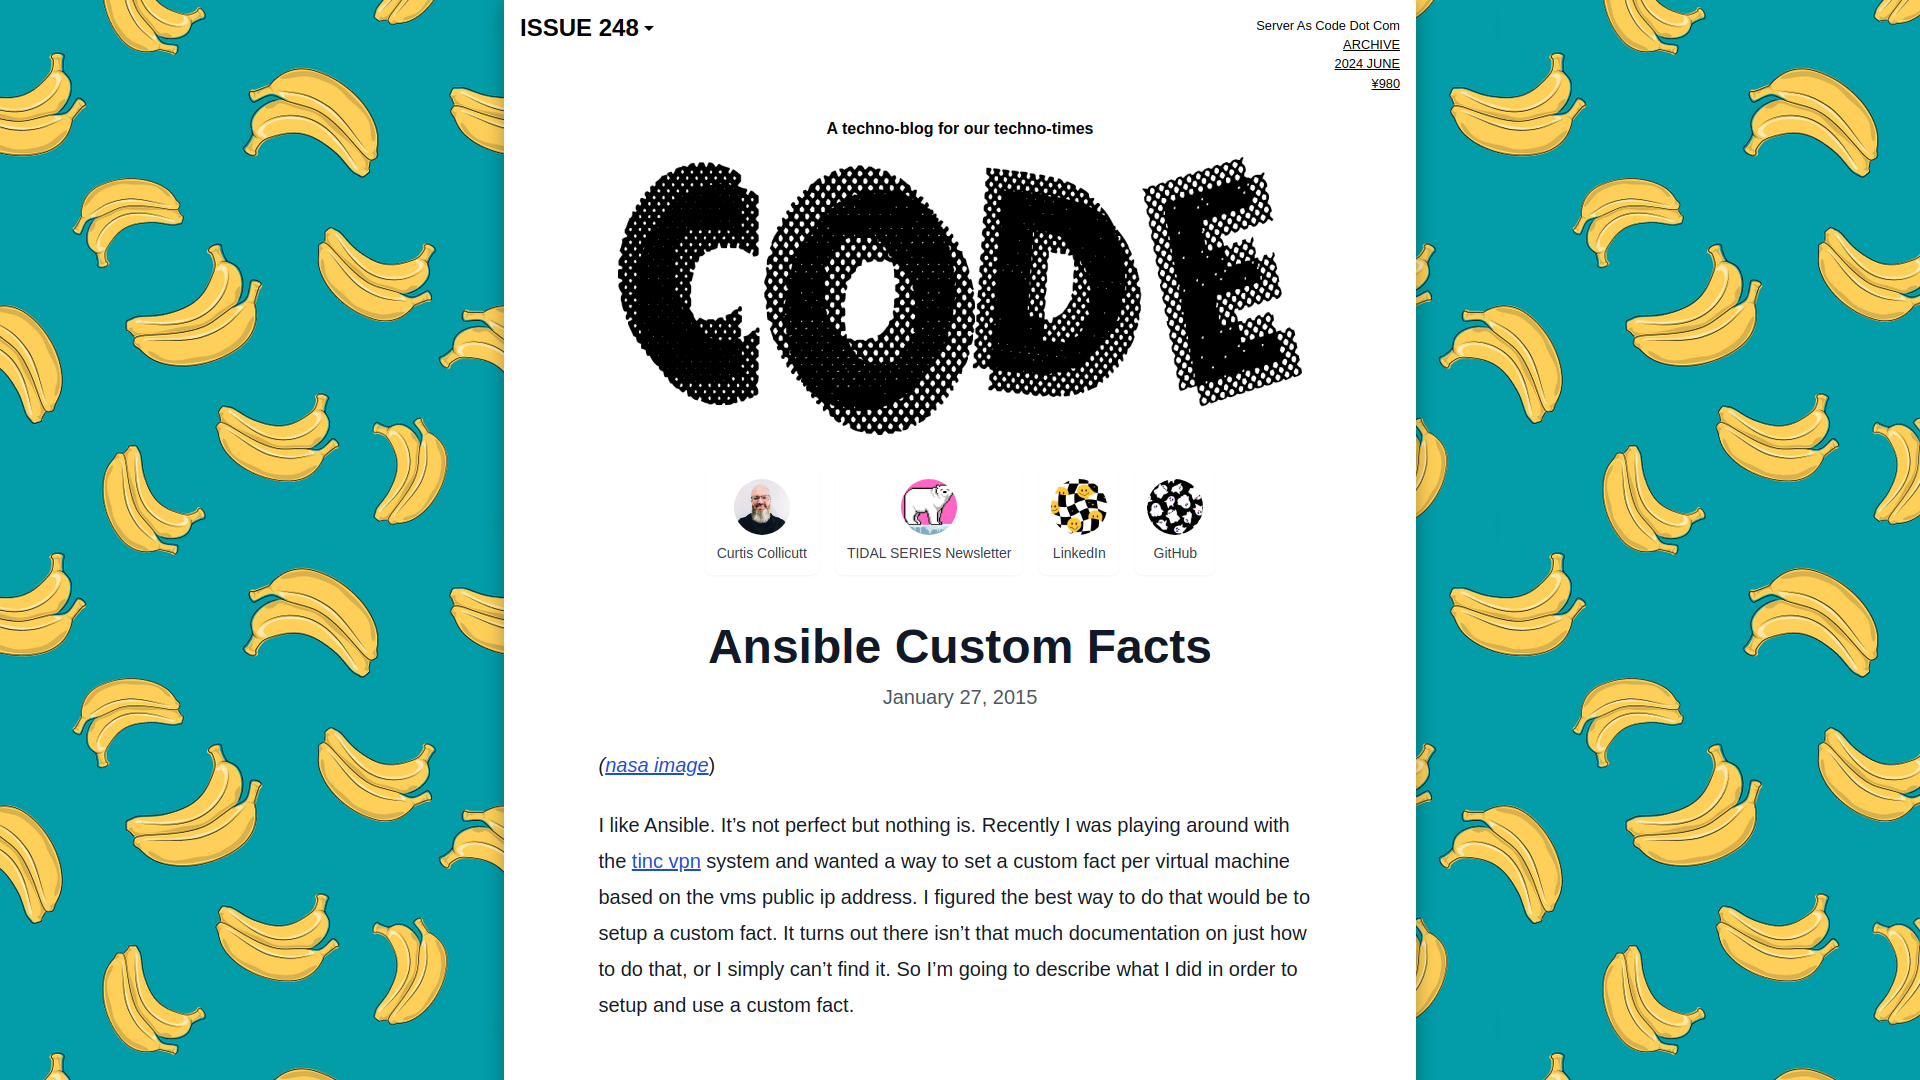 ISSUE 248
Server As Code Dot Com
ARCHIVE
2024 JUNE
¥980
A techno-blog for our techno-times
CODE
Curtis Collicutt
TIDAL SERIES Newsletter
LinkedIn
GitHub
Ansible Custom Facts
January 27, 2015
(nasa image)
I like Ansible. It’s not perfect but nothing is. Recently I was playing around with
the tinc vpn system and wanted a way to set a custom fact per virtual machine
based on the vms public ip address. I figured the best way to do that would be to
setup a custom fact. It turns out there isn’t that much documentation on just how
to do that, or I simply can’t find it. So I’m going to describe what I did in order to
setup and use a custom fact.